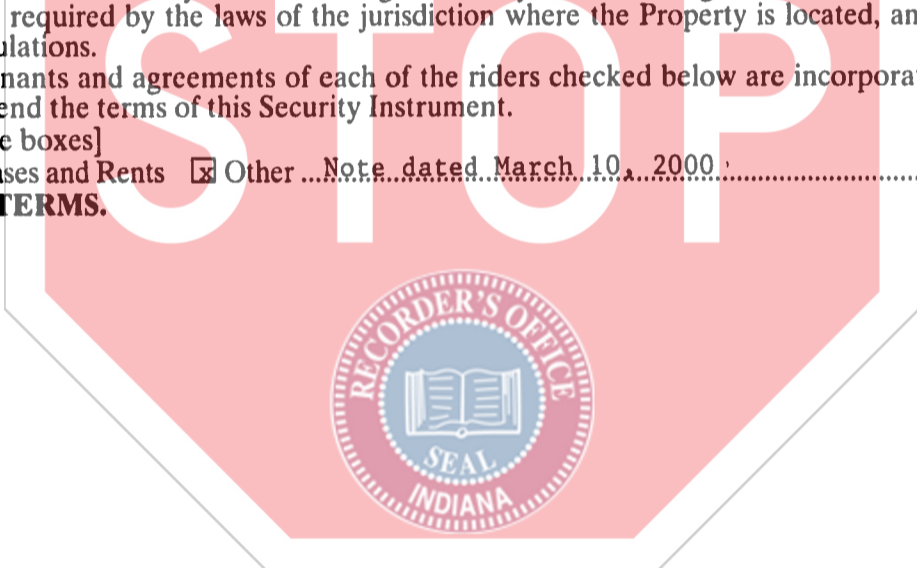 required by the laws of the jurisdiction where the Property is located, an
ulations.
nants and agreements of each of the riders checked below are incorpora
end the terms of this Security Instrument.
e boxes]
ses and Rents [x] Other ...Note dated March 10, 2000
TERMS.
STOP
RECORDER'S OFFICE
SEAL
INDIANA